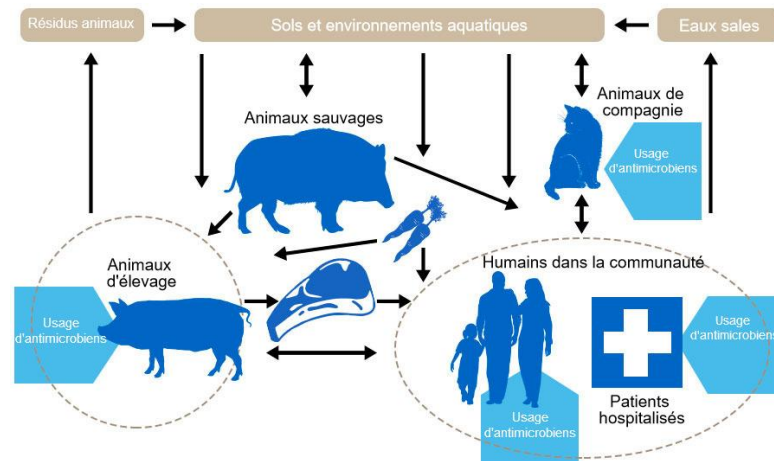 Résidus animaux
Sols et environnements aquatiques
Eaux sales
Animaux sauvages
Animaux de
compagnie
Usage
d'antimicrobiens
Animaux
d'élevage
Usage
d'antimicrobiens
Humains dans la communauté
Usage
d'antimicrobiens
Patients
hospitalisés
Usage
d'antimicrobiens